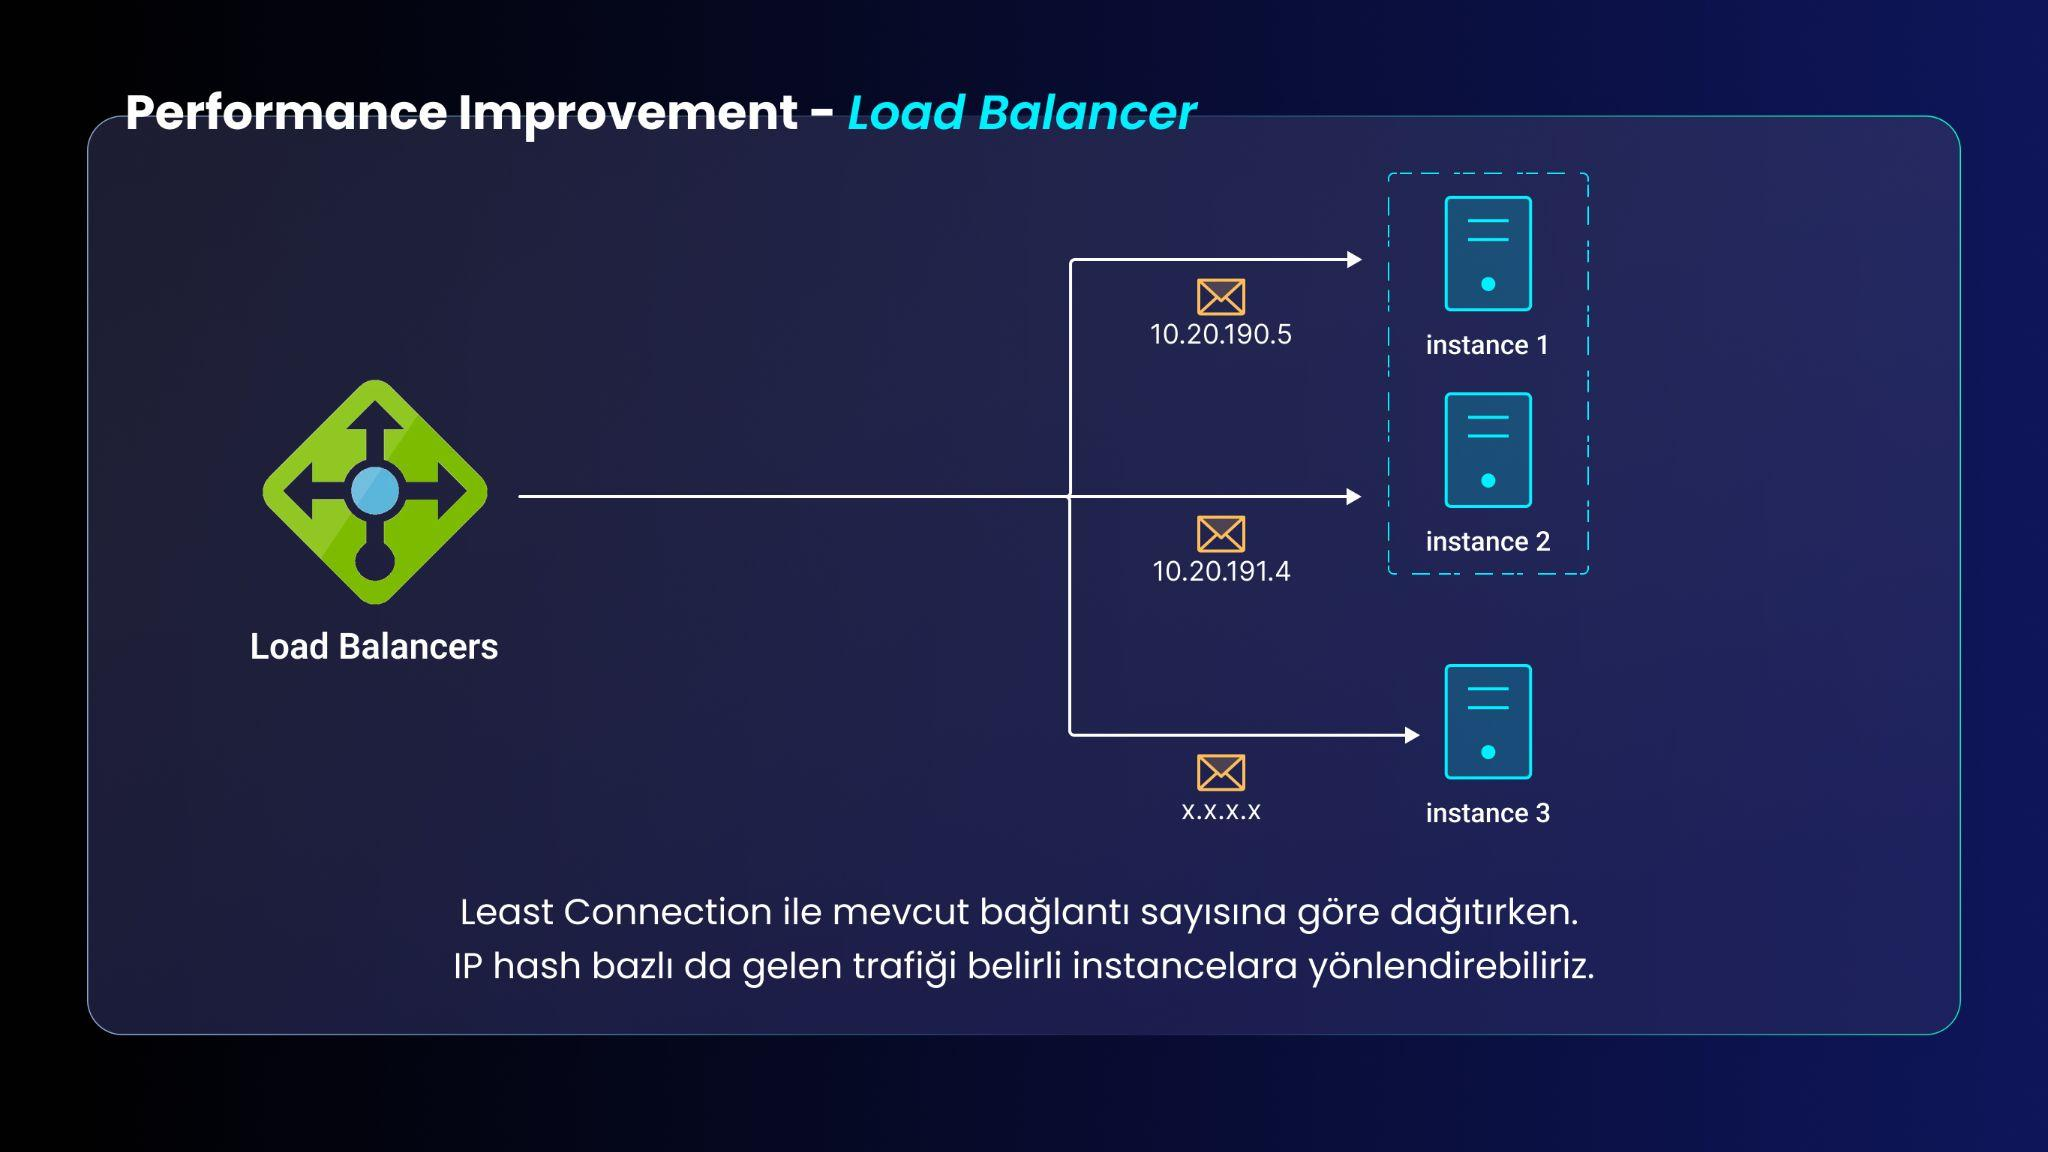 Performance Improvement - Load Balancer
10.20.190.5
instance 1
10.20.191.4
instance 2
Load Balancers
x.x.x.x
instance 3
Least Connection ile mevcut bağlantı sayısına göre dağıtırken.
IP hash bazlı da gelen trafiği belirli instancelara yönlendirebiliriz.